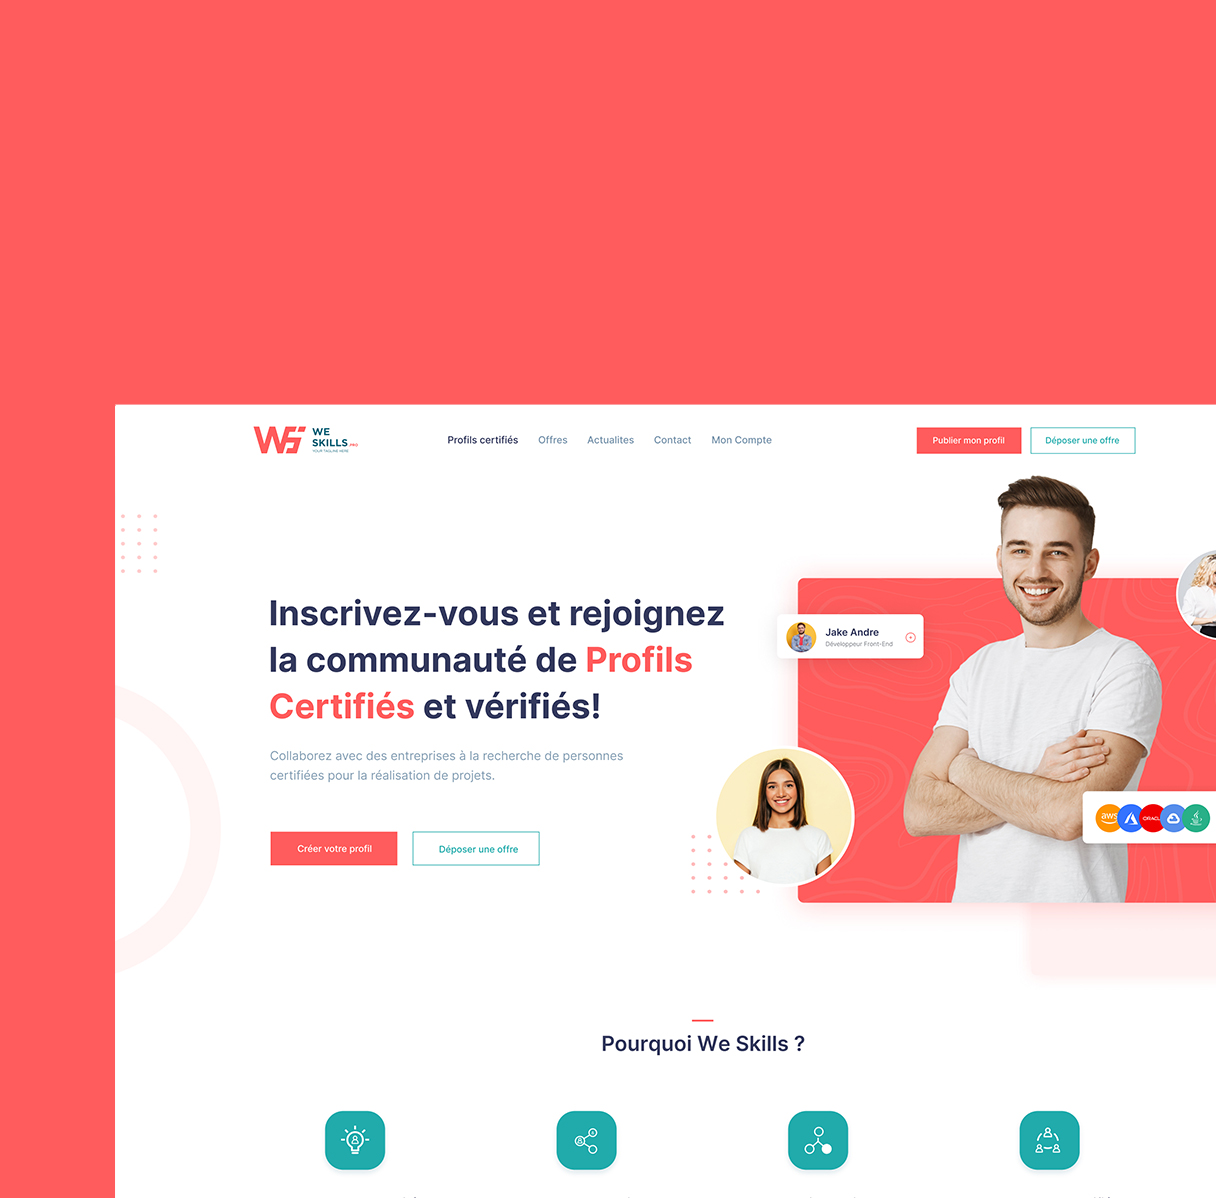 WE
SKILLS PRO
YOUR TAGLINE HERE
Profils certifiés
Offres
Actualites
Contact
Mon Compte
Publier mon profil
Déposer une offre
Inscrivez-vous et rejoignez
la communauté de Profils
Certifiés et vérifiés!
Collaborez avec des entreprises à la recherche de personnes
certifiées pour la réalisation de projets.
Créer votre profil
Déposer une offre
Jake Andre
Développeur Front-End
aws
Pourquoi We Skills ?